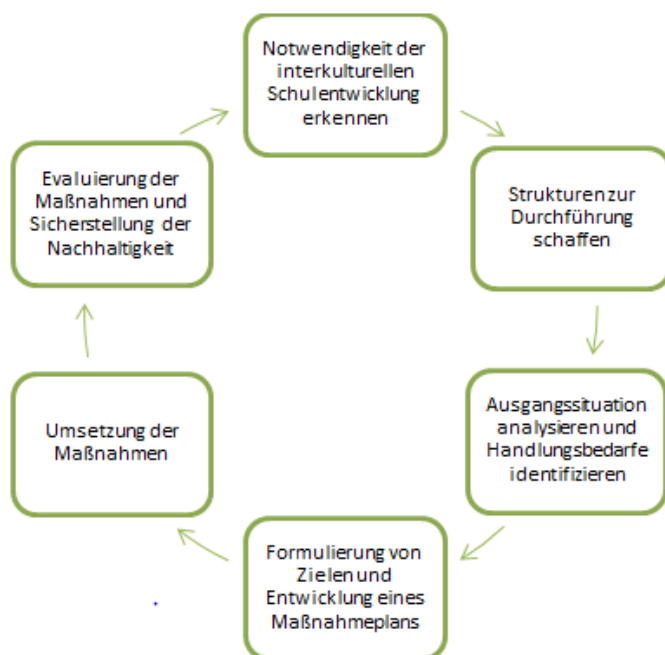 Notwendigkeit der
interkulturellen
Schulentwicklung
erkennen
Strukturen zur
Durchführung
schaffen
Ausgangssituation
analysieren und
Handlungsbedarfe
identifizieren
Formulierung von
Zielen und
Entwicklung eines
Maßnahmeplans
Umsetzung der
Maßnahmen
Evaluierung der
Maßnahmen und
Sicherstellung der
Nachhaltigkeit